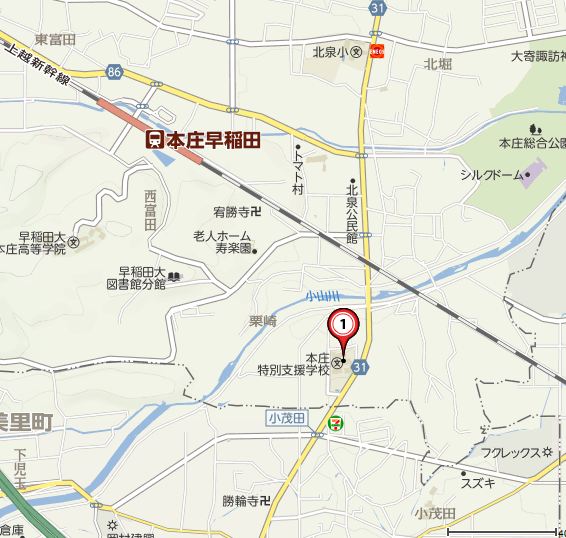 31
東富田
北泉小
ENEOS
北堀
上越新幹線
86
大寄諏訪神
本庄総合公園
本庄早稲田
トマト村
シルクドーム
北泉公民館
西富田
宥勝寺
早稲田大
本庄高等学院
老人ホーム
寿楽園
早稲田大
図書館分館
小山川
栗崎
1
本庄
特別支援学校
31
小茂田
美里町
下児玉
フクレックス
スズキ
勝輪寺
小茂田
倉庫